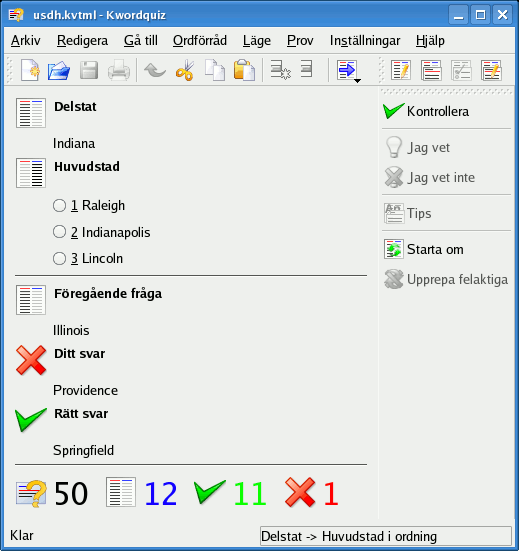 usdh.kvtml - Kwordquiz
Arkiv Redigera Gå till Ordförråd Läge Prov Inställningar Hjälp
Delstat
Indiana
Huvudstad
1 Raleigh
2 Indianapolis
3 Lincoln
Föregående fråga
Illinois
Ditt svar
Providence
Rätt svar
Springfield
50 12 11 1
Kontrollera
Jag vet
Jag vet inte
Tips
Starta om
Upprepa felaktiga
Klar
Delstat -> Huvudstad i ordning